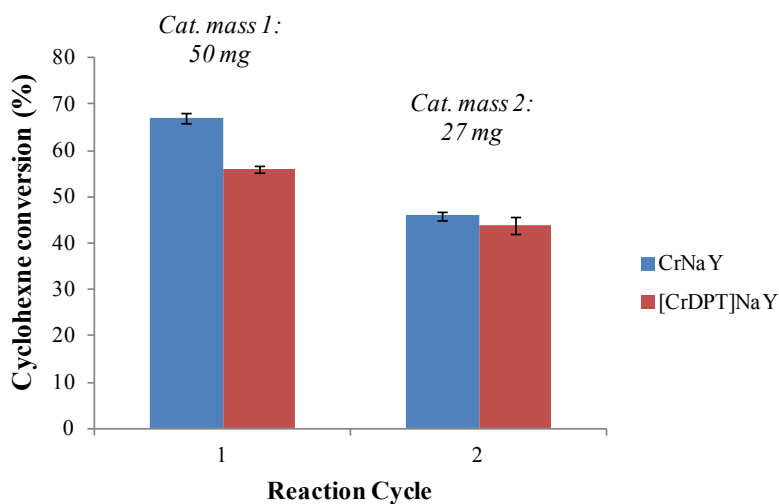 Cat. mass 1:
50 mg
Cat. mass 2:
27 mg
Cyclohexne conversion (%)
80
70
60
50
40
30
20
10
0
1
2
Reaction Cycle
CrNaY
[CrDPT]NaY